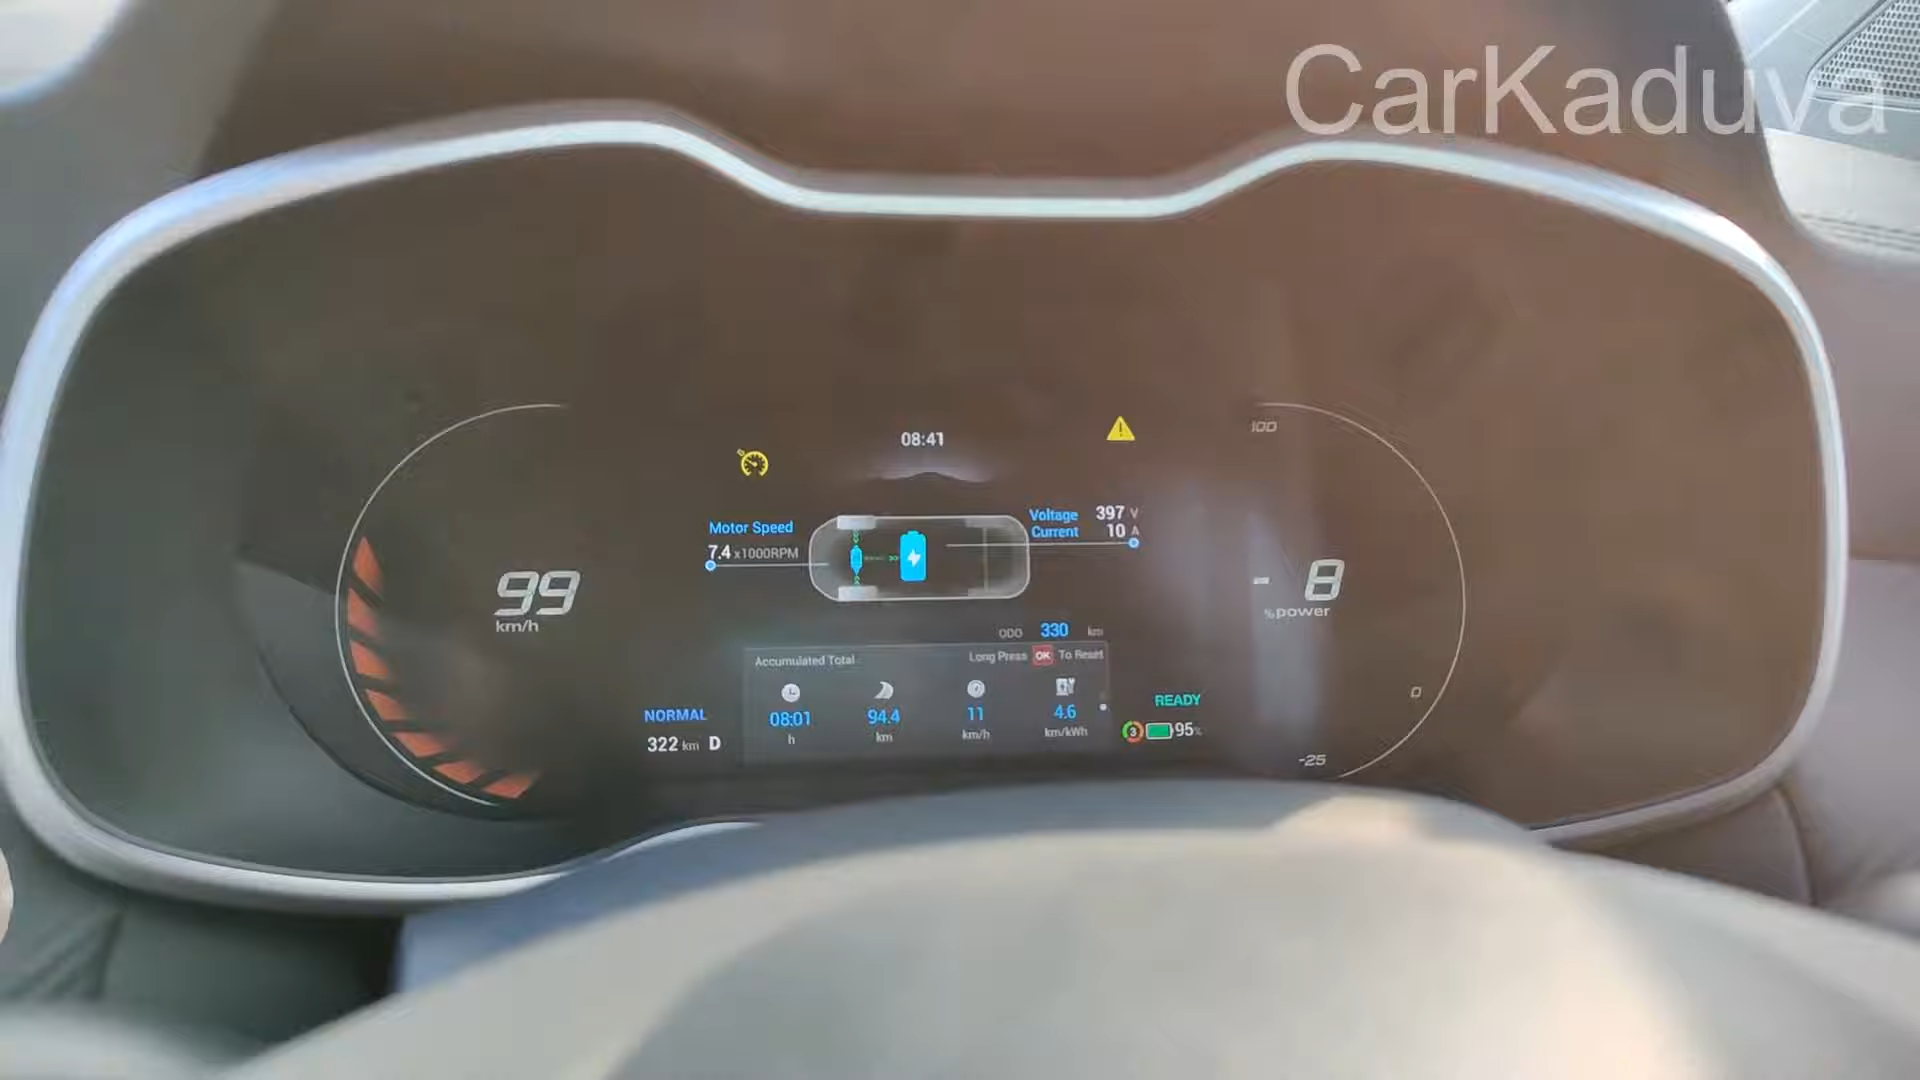 CarKaduva
08:41
100
Motor Speed
7.4 x1000RPM
Voltage 397 V
Current 10 A
99
km/h
- 8
%power
ODO 330 km
Accumulated Total
Long Press OK To Reset
08:01
h
94.4
km
11
km/h
4.6
km/kWh
NORMAL
322 km D
READY
3 95%
0
-25